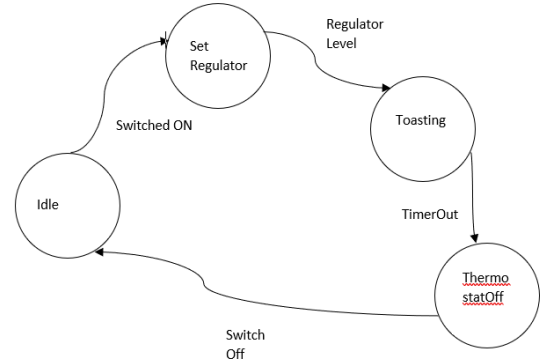 Regulator
Level
Set
Regulator
Switched ON
Toasting
Idle
TimerOut
Thermo
statOff
Switch
Off